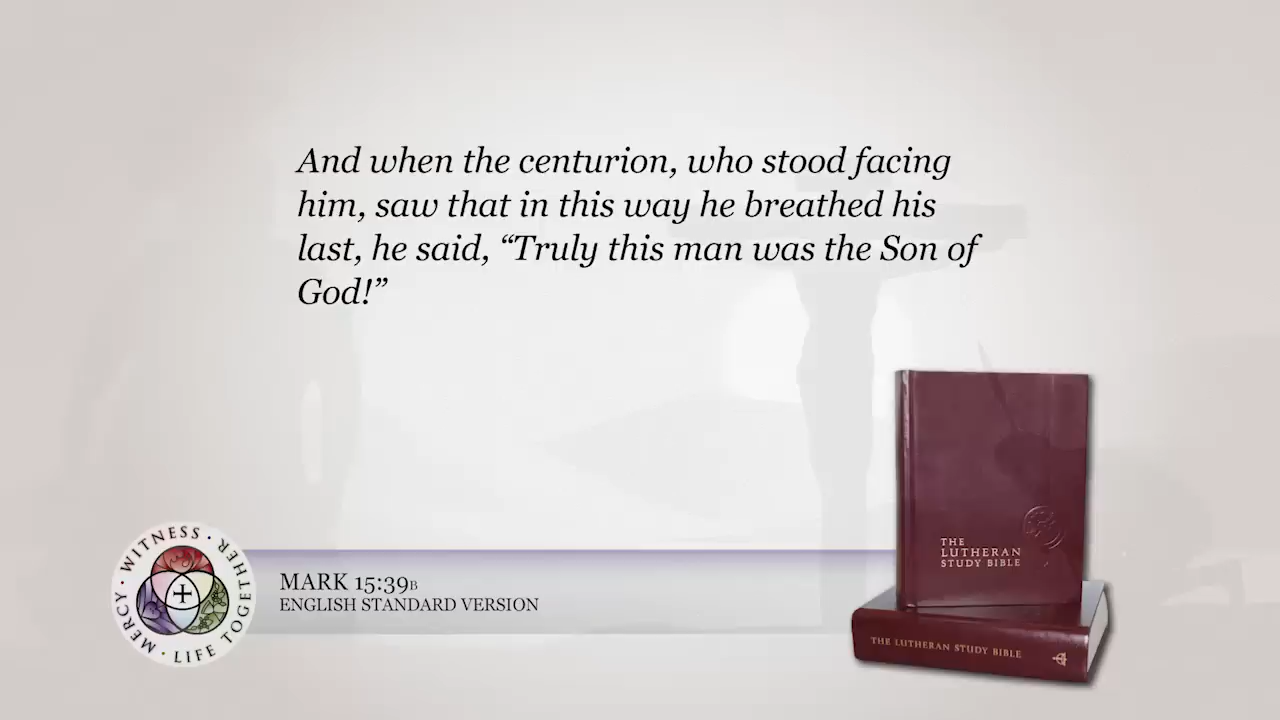 And when the centurion, who stood facing
him, saw that in this way he breathed his
last, he said, “Truly this man was the Son of
God!”
THE
LUTHERAN
STUDY BIBLE
WITNESS · MERCY · LIFE TOGETHER ·
MARK 15:39B
ENGLISH STANDARD VERSION
THE LUTHERAN STUDY BIBLE